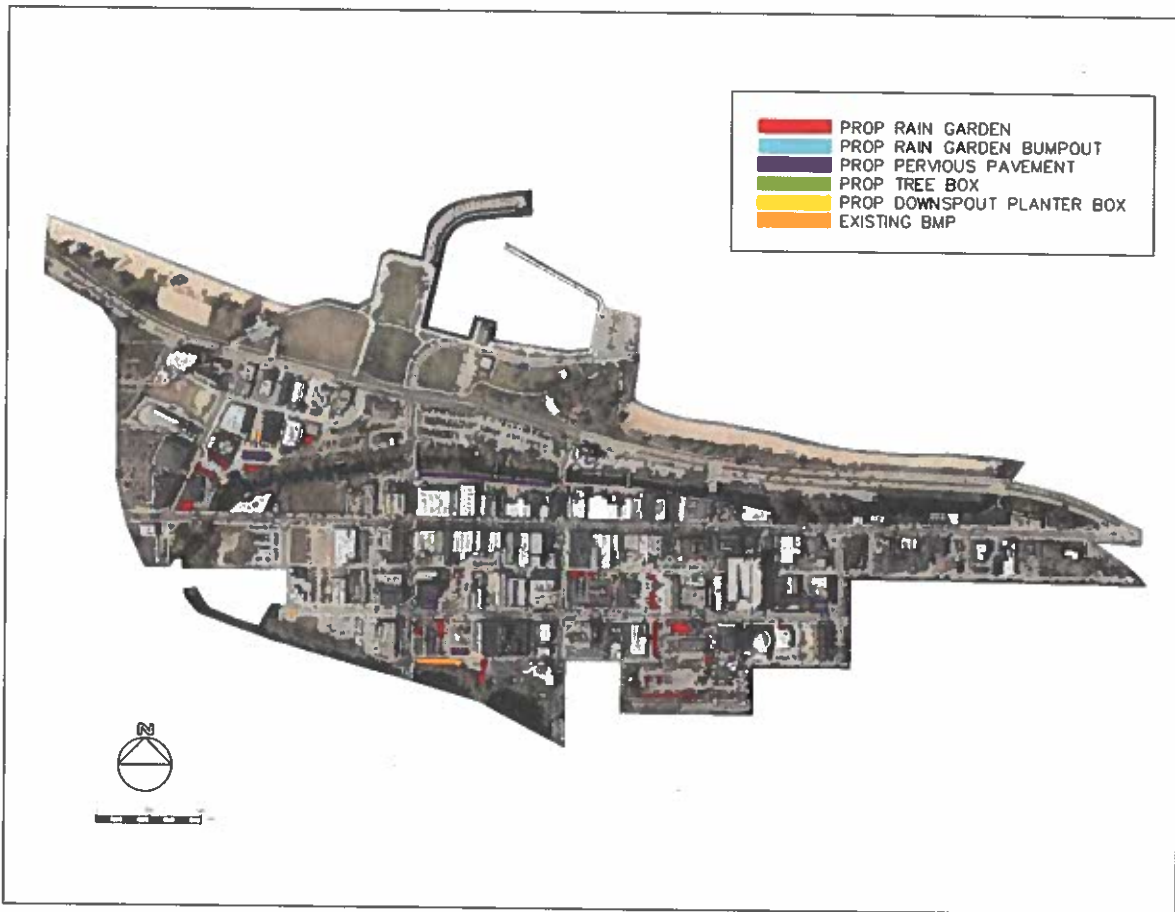 PROP RAIN GARDEN
PROP RAIN GARDEN BUMPOUT
PROP PERVIOUS PAVEMENT
PROP TREE BOX
PROP DOWNSPOUT PLANTER BOX
EXISTING BMP
N